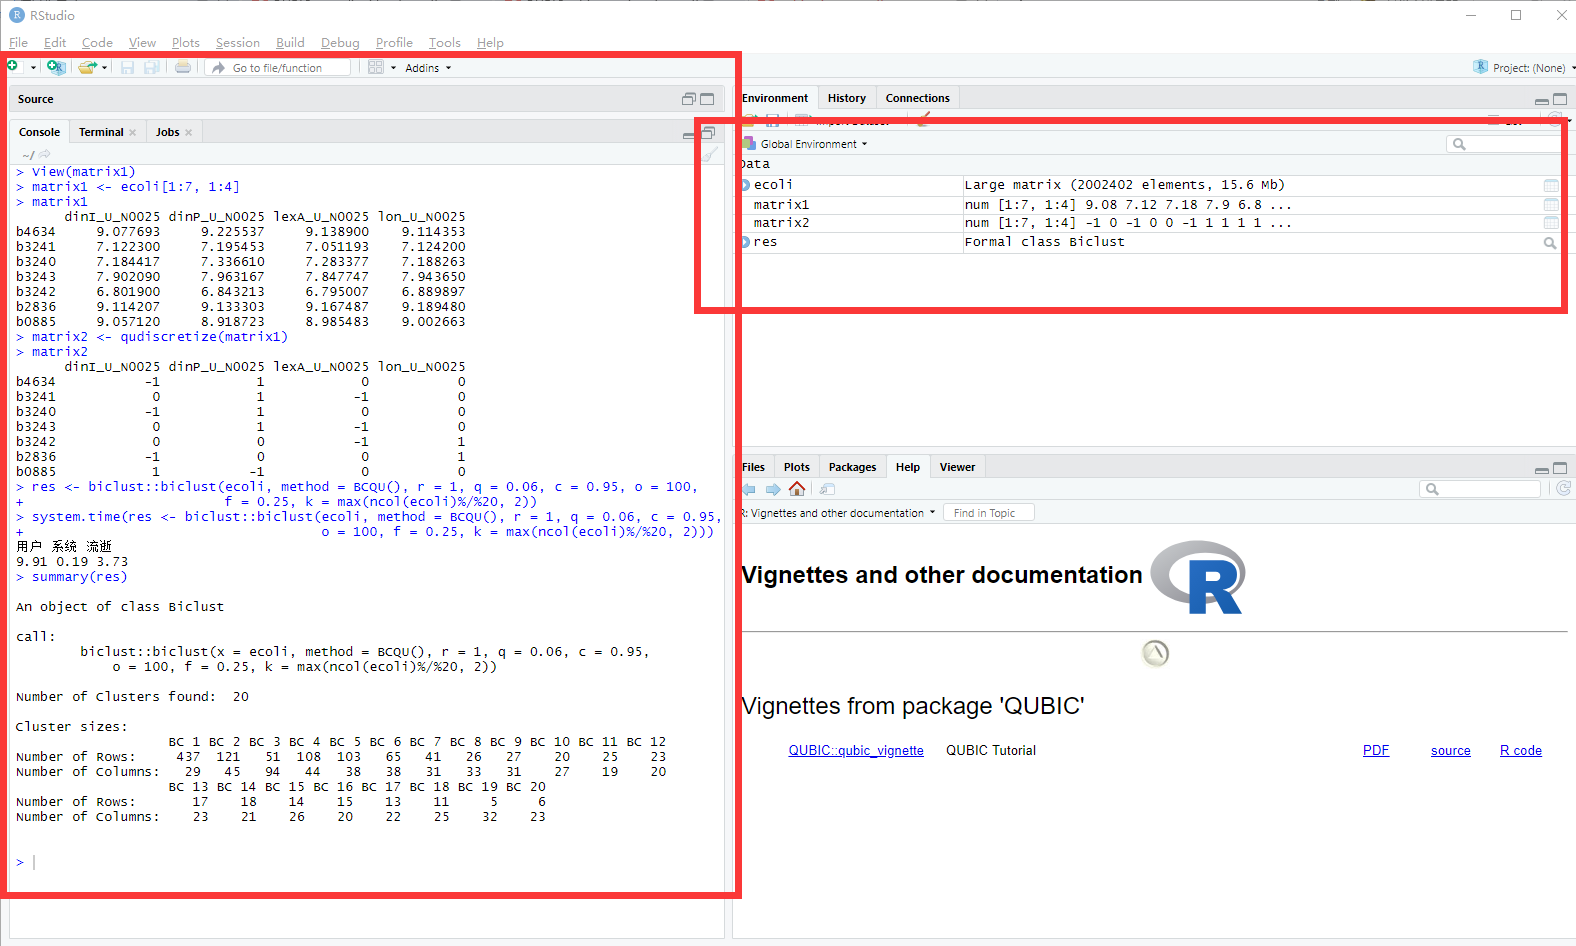 RStudio
File Edit Code View Plots Session Build Debug Profile Tools Help
Go to file/function Addins
Project: (None)
Source
Console Terminal Jobs
~/
> View(matrix1)
> matrix1 <- ecoli[1:7, 1:4]
> matrix1
dinI_U_N0025 dinP_U_N0025 lexA_U_N0025 lon_U_N0025
b4634 9.077693 9.225537 9.138900 9.114353
b3241 7.122300 7.195453 7.051193 7.124200
b3240 7.184417 7.336610 7.283377 7.188263
b3243 7.902090 7.963167 7.847747 7.943650
b3242 6.801900 6.843213 6.795007 6.889897
b2836 9.114207 9.133303 9.167487 9.189480
b0885 9.057120 8.918723 8.985483 9.002663
> matrix2 <- qudiscretize(matrix1)
> matrix2
dinI_U_N0025 dinP_U_N0025 lexA_U_N0025 lon_U_N0025
b4634 -1 1 0 0
b3241 0 1 -1 0
b3240 -1 1 0 0
b3243 0 1 -1 0
b3242 0 0 -1 1
b2836 -1 0 0 1
b0885 1 -1 0 0
> res <- biclust::biclust(ecoli, method = BCQU(), r = 1, q = 0.06, c = 0.95, o = 100,
+ f = 0.25, k = max(ncol(ecoli)%/%20, 2))
> system.time(res <- biclust::biclust(ecoli, method = BCQU(), r = 1, q = 0.06, c = 0.95,
+ o = 100, f = 0.25, k = max(ncol(ecoli)%/%20, 2)))
用户 系统 流逝
9.91 0.19 3.73
> summary(res)
An object of class Biclust
call:
biclust::biclust(x = ecoli, method = BCQU(), r = 1, q = 0.06, c = 0.95,
o = 100, f = 0.25, k = max(ncol(ecoli)%/%20, 2))
Number of Clusters found: 20
Cluster sizes:
BC 1 BC 2 BC 3 BC 4 BC 5 BC 6 BC 7 BC 8 BC 9 BC 10 BC 11 BC 12
Number of Rows: 437 121 51 108 103 65 41 26 27 20 25 23
Number of Columns: 29 45 94 44 38 38 31 33 31 27 19 20
BC 13 BC 14 BC 15 BC 16 BC 17 BC 18 BC 19 BC 20
Number of Rows: 17 18 14 15 13 11 5 6
Number of Columns: 23 21 26 20 22 25 32 23
>
Environment History Connections
Global Environment
Data
ecoli Large matrix (2002402 elements, 15.6 Mb)
matrix1 num [1:7, 1:4] 9.08 7.12 7.18 7.9 6.8 ...
matrix2 num [1:7, 1:4] -1 0 -1 0 0 -1 1 1 1 1 ...
res Formal class Biclust
Files Plots Packages Help Viewer
R: Vignettes and other documentation Find in Topic
Vignettes and other documentation R
Vignettes from package 'QUBIC'
QUBIC::qubic_vignette QUBIC Tutorial PDF source R code